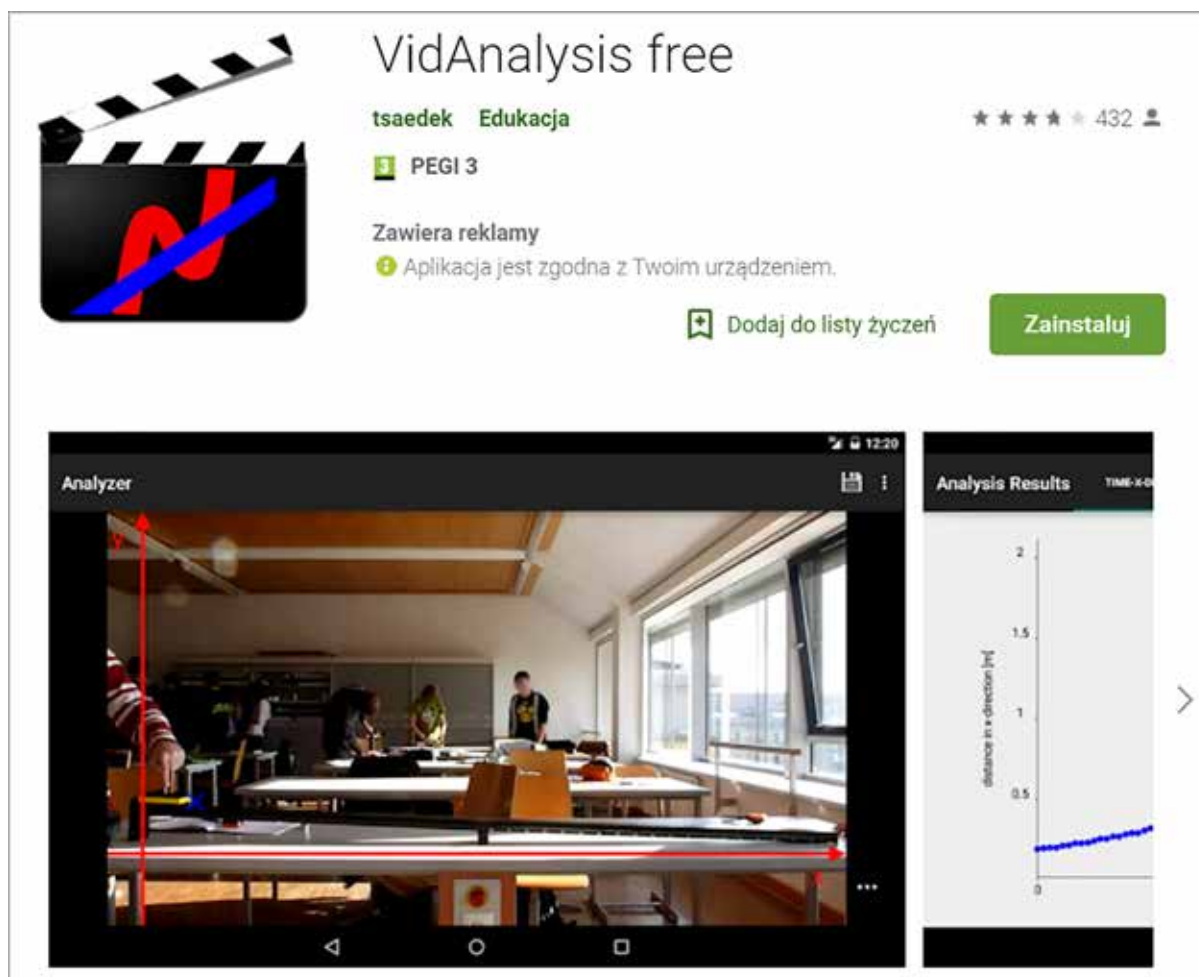 VidAnalysis free
tsaedek Edukacja
432
3 PEGI 3
Zawiera reklamy
Aplikacja jest zgodna z Twoim urządzeniem.
Dodaj do listy życzeń
Zainstaluj
12:20
Analyzer
y
x
Analysis Results
2
1.5
1
0.5
0
distance in x-direction [m]